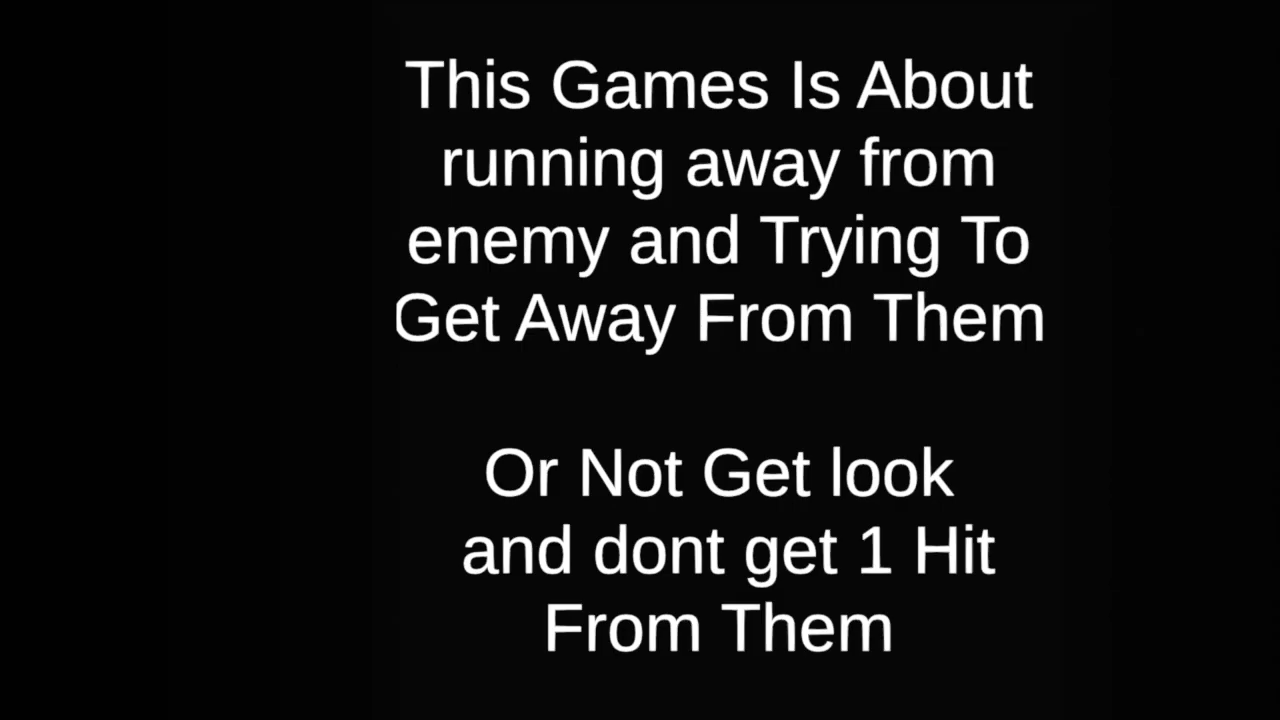 This Games Is About
running away from
enemy and Trying To
Get Away From Them
Or Not Get look
and dont get 1 Hit
From Them